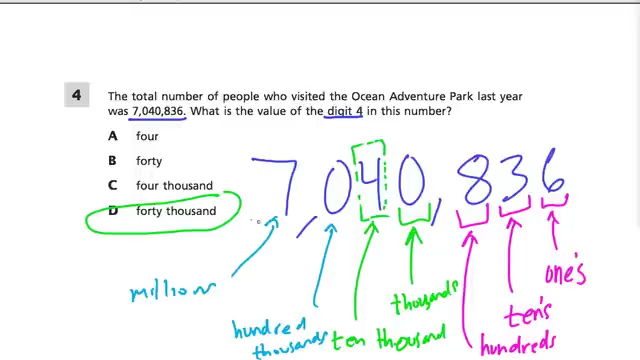 4 The total number of people who visited the Ocean Adventure Park last year
was 7,040,836. What is the value of the digit 4 in this number?
A four
B forty
C four thousand
D forty thousand
7,040,836
million
hundred
thousands
ten thousand
thousands
hundreds
ten's
one's